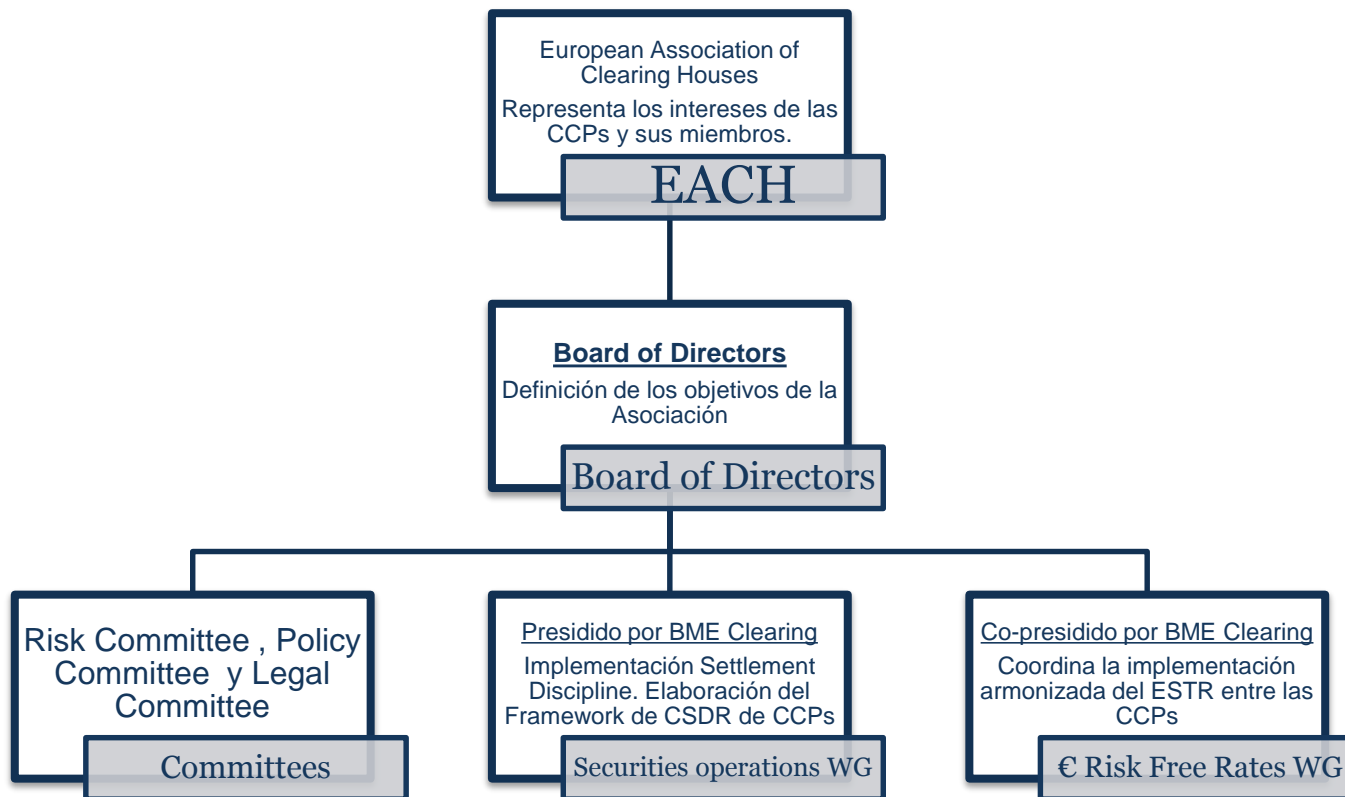 European Association of
Clearing Houses
Representa los intereses de las
CCPs y sus miembros.
EACH
Board of Directors
Definición de los objetivos de la
Asociación
Board of Directors
Risk Committee , Policy
Committee y Legal
Committee
Committees
Presidido por BME Clearing
Implementación Settlement
Discipline. Elaboración del
Framework de CSDR de CCPs
Securities operations WG
Co-presidido por BME Clearing
Coordina la implementación
armonizada del ESTR entre las
CCPs
€ Risk Free Rates WG